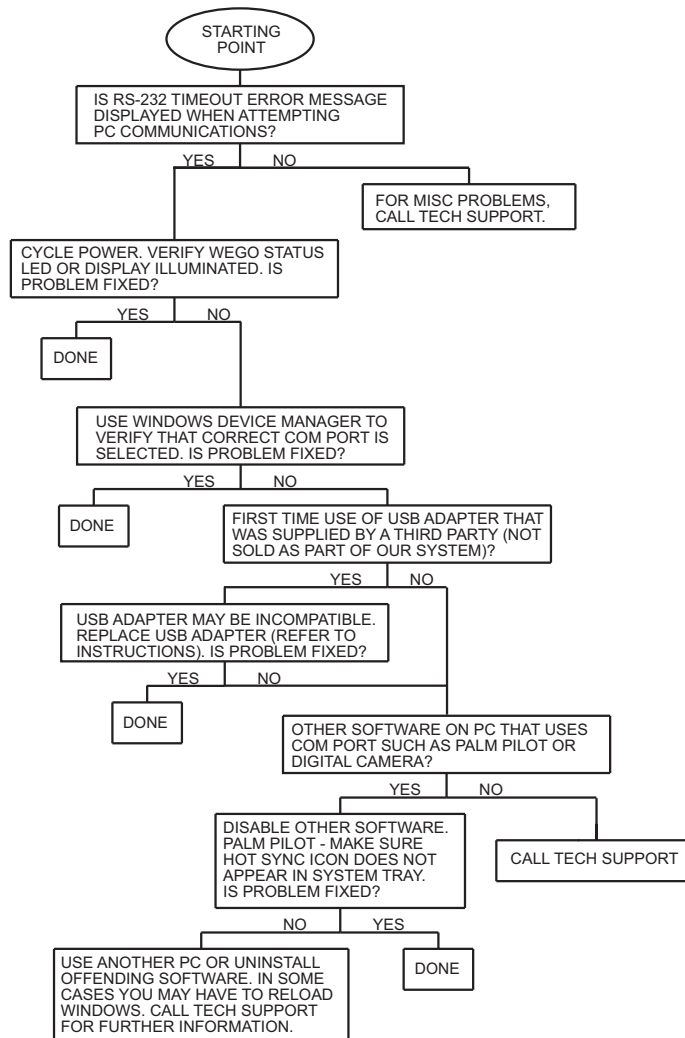 STARTING
POINT
IS RS-232 TIMEOUT ERROR MESSAGE
DISPLAYED WHEN ATTEMPTING
PC COMMUNICATIONS?
YES NO
FOR MISC PROBLEMS,
CALL TECH SUPPORT.
CYCLE POWER. VERIFY WEGO STATUS
LED OR DISPLAY ILLUMINATED. IS
PROBLEM FIXED?
YES NO
DONE
USE WINDOWS DEVICE MANAGER TO
VERIFY THAT CORRECT COM PORT IS
SELECTED. IS PROBLEM FIXED?
YES NO
DONE
FIRST TIME USE OF USB ADAPTER THAT
WAS SUPPLIED BY A THIRD PARTY (NOT
SOLD AS PART OF OUR SYSTEM)?
YES NO
USB ADAPTER MAY BE INCOMPATIBLE.
REPLACE USB ADAPTER (REFER TO
INSTRUCTIONS). IS PROBLEM FIXED?
YES NO
DONE
OTHER SOFTWARE ON PC THAT USES
COM PORT SUCH AS PALM PILOT OR
DIGITAL CAMERA?
YES NO
DISABLE OTHER SOFTWARE.
PALM PILOT - MAKE SURE
HOT SYNC ICON DOES NOT
APPEAR IN SYSTEM TRAY.
IS PROBLEM FIXED?
CALL TECH SUPPORT
NO YES
USE ANOTHER PC OR UNINSTALL
OFFENDING SOFTWARE. IN SOME
CASES YOU MAY HAVE TO RELOAD
WINDOWS. CALL TECH SUPPORT
FOR FURTHER INFORMATION.
DONE